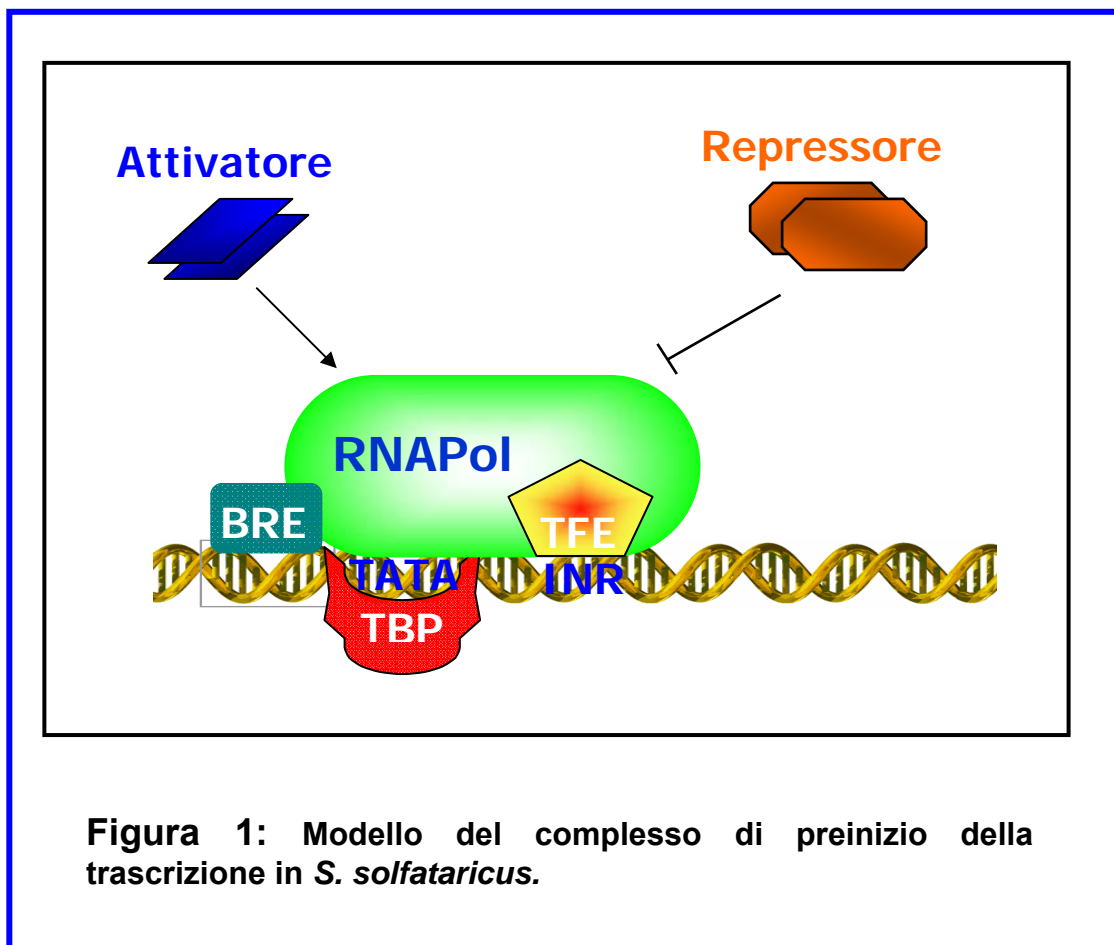 Attivatore
Repressore
RNAPol
BRE
TFE
TATA
INR
TBP
Figura 1: Modello del complesso di preinizio della
trascrizione in S. solfataricus.